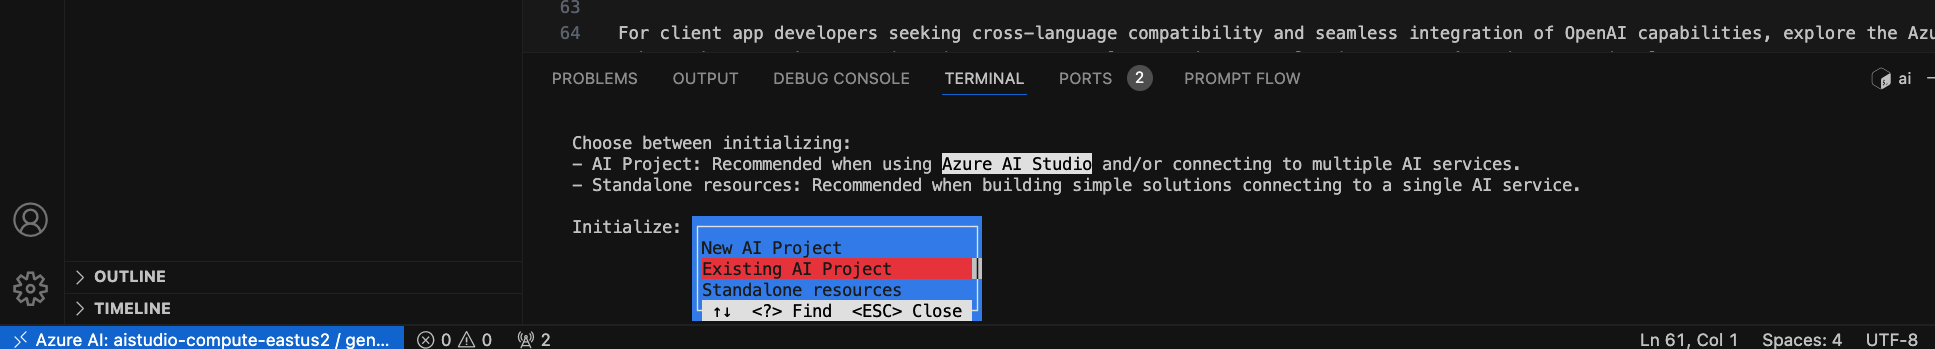 63
64 For client app developers seeking cross-language compatibility and seamless integration of OpenAI capabilities, explore the Azu
PROBLEMS OUTPUT DEBUG CONSOLE TERMINAL PORTS 2 PROMPT FLOW
ai
Choose between initializing:
- AI Project: Recommended when using Azure AI Studio and/or connecting to multiple AI services.
- Standalone resources: Recommended when building simple solutions connecting to a single AI service.
Initialize:
New AI Project
Existing AI Project
Standalone resources
↑↓ <?> Find <ESC> Close
OUTLINE
TIMELINE
Azure AI: aistudio-compute-eastus2 / gen... 0 0 2 Ln 61, Col 1 Spaces: 4 UTF-8